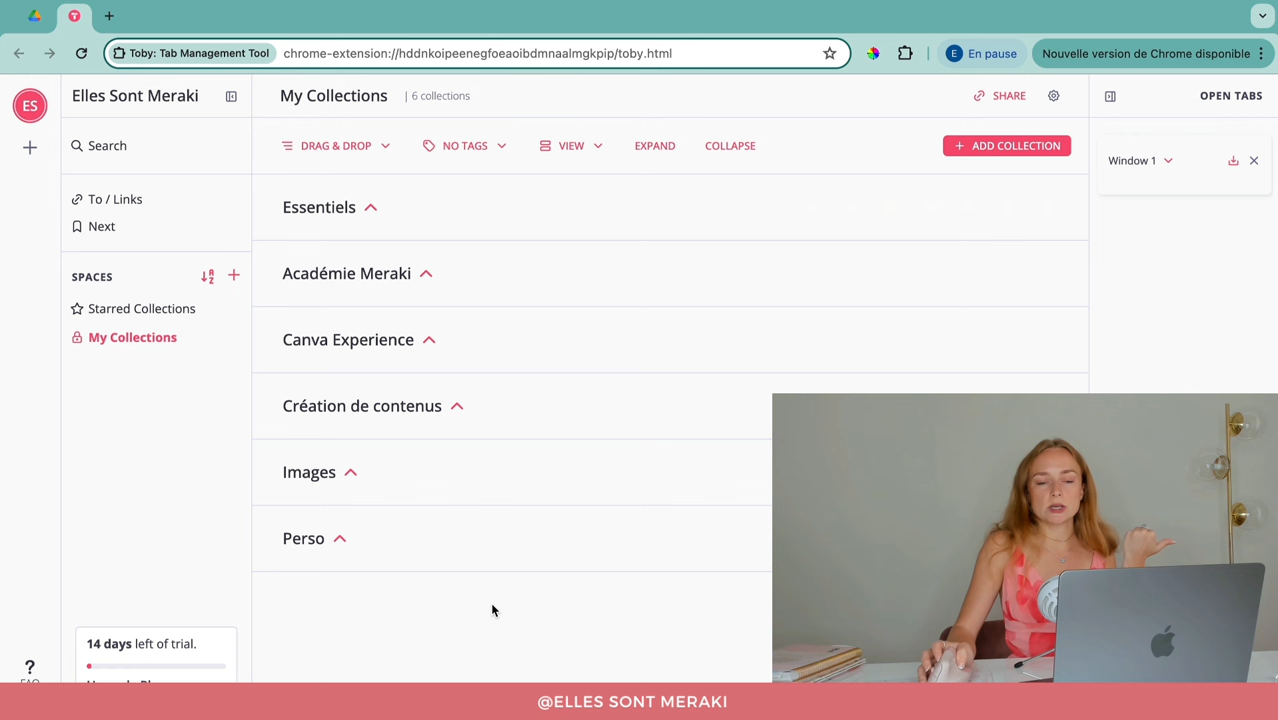 Toby: Tab Management Tool
chrome-extension://hddnkoipeenegfoeaoibdmnaalmgkpip/toby.html
E En pause
Nouvelle version de Chrome disponible
ES
Elles Sont Meraki
My Collections | 6 collections
SHARE
OPEN TABS
Search
DRAG & DROP
NO TAGS
VIEW
EXPAND
COLLAPSE
+ ADD COLLECTION
Window 1
To / Links
Next
SPACES
Starred Collections
My Collections
Essentiels
Académie Meraki
Canva Experience
Création de contenus
Images
Perso
14 days left of trial.
?
@ELLES SONT MERAKI